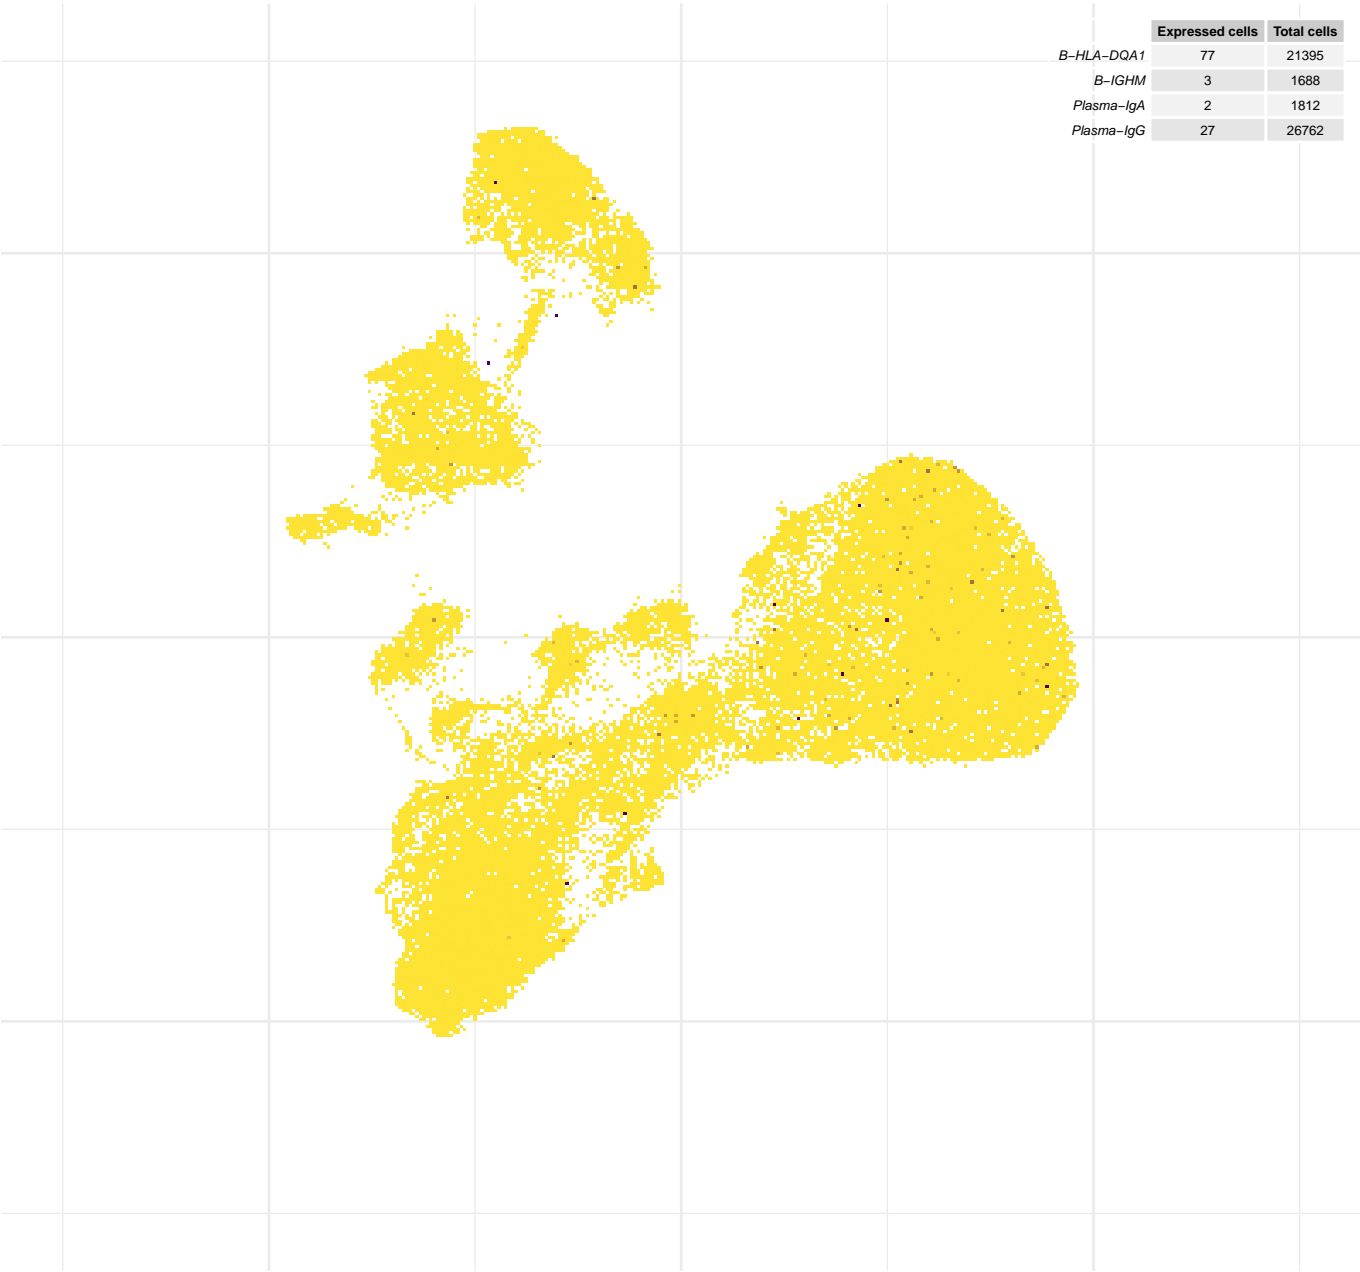 Expressed cells Total cells
B−HLA−DQA1 77 21395
B−IGHM 3 1688
Plasma−IgA 2 1812
Plasma−IgG 27 26762